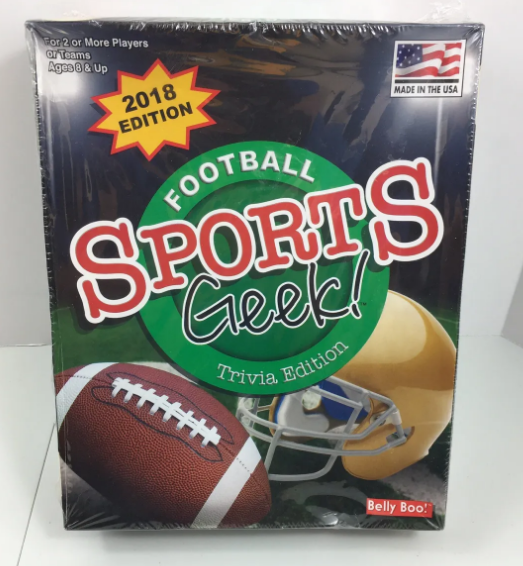 For 2 or More Players
or Teams
Ages 8 & Up
2018
EDITION
MADE IN THE USA
FOOTBALL
SPORTS
Geek!
Trivia Edition
Belly Boo!